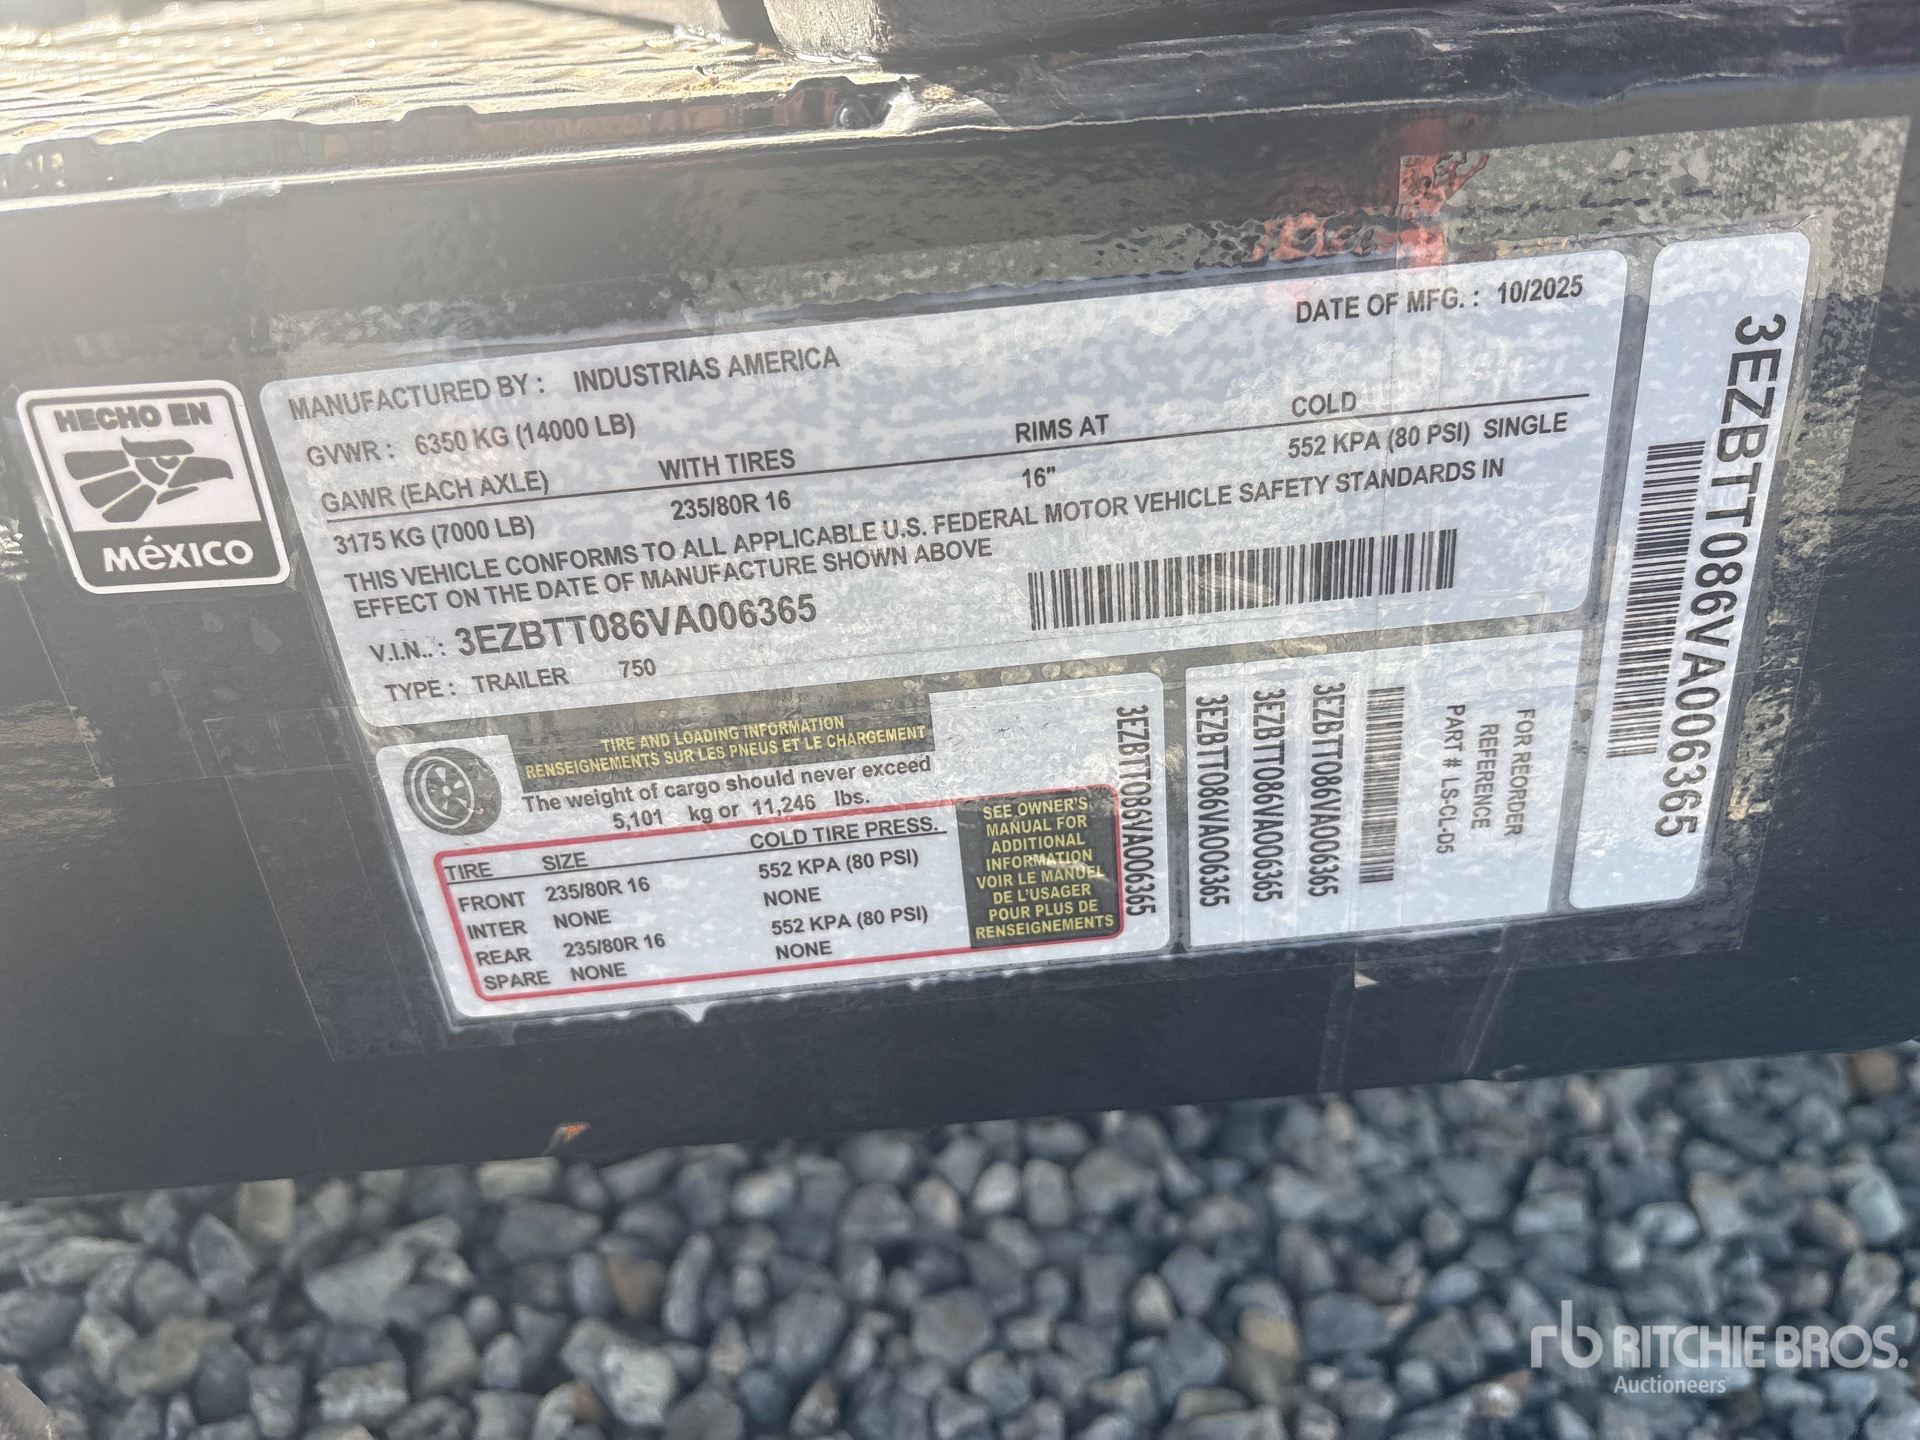 HECHO EN
MéXICO
DATE OF MFG. : 10/2025
MANUFACTURED BY : INDUSTRIAS AMERICA
GVWR : 6350 KG (14000 LB)
GAWR (EACH AXLE) WITH TIRES RIMS AT COLD
3175 KG (7000 LB) 235/80R 16 16" 552 KPA (80 PSI) SINGLE
THIS VEHICLE CONFORMS TO ALL APPLICABLE U.S. FEDERAL MOTOR VEHICLE SAFETY STANDARDS IN
EFFECT ON THE DATE OF MANUFACTURE SHOWN ABOVE
V.I.N.. : 3EZBTT086VA006365
TYPE : TRAILER 750
TIRE AND LOADING INFORMATION
RENSEIGNEMENTS SUR LES PNEUS ET LE CHARGEMENT
The weight of cargo should never exceed
5,101 kg or 11,246 lbs.
TIRE SIZE COLD TIRE PRESS.
FRONT 235/80R 16 552 KPA (80 PSI)
INTER NONE NONE
REAR 235/80R 16 552 KPA (80 PSI)
SPARE NONE NONE
SEE OWNER'S
MANUAL FOR
ADDITIONAL
INFORMATION
VOIR LE MANUEL
DE L'USAGER
POUR PLUS DE
RENSEIGNEMENTS
3EZBTT086VA006365
3EZBTT086VA006365
3EZBTT086VA006365
3EZBTT086VA006365
FOR REORDER
REFERENCE
PART # LS-CL-D5
3EZBTT086VA006365
rb RITCHIE BROS.
Auctioneers